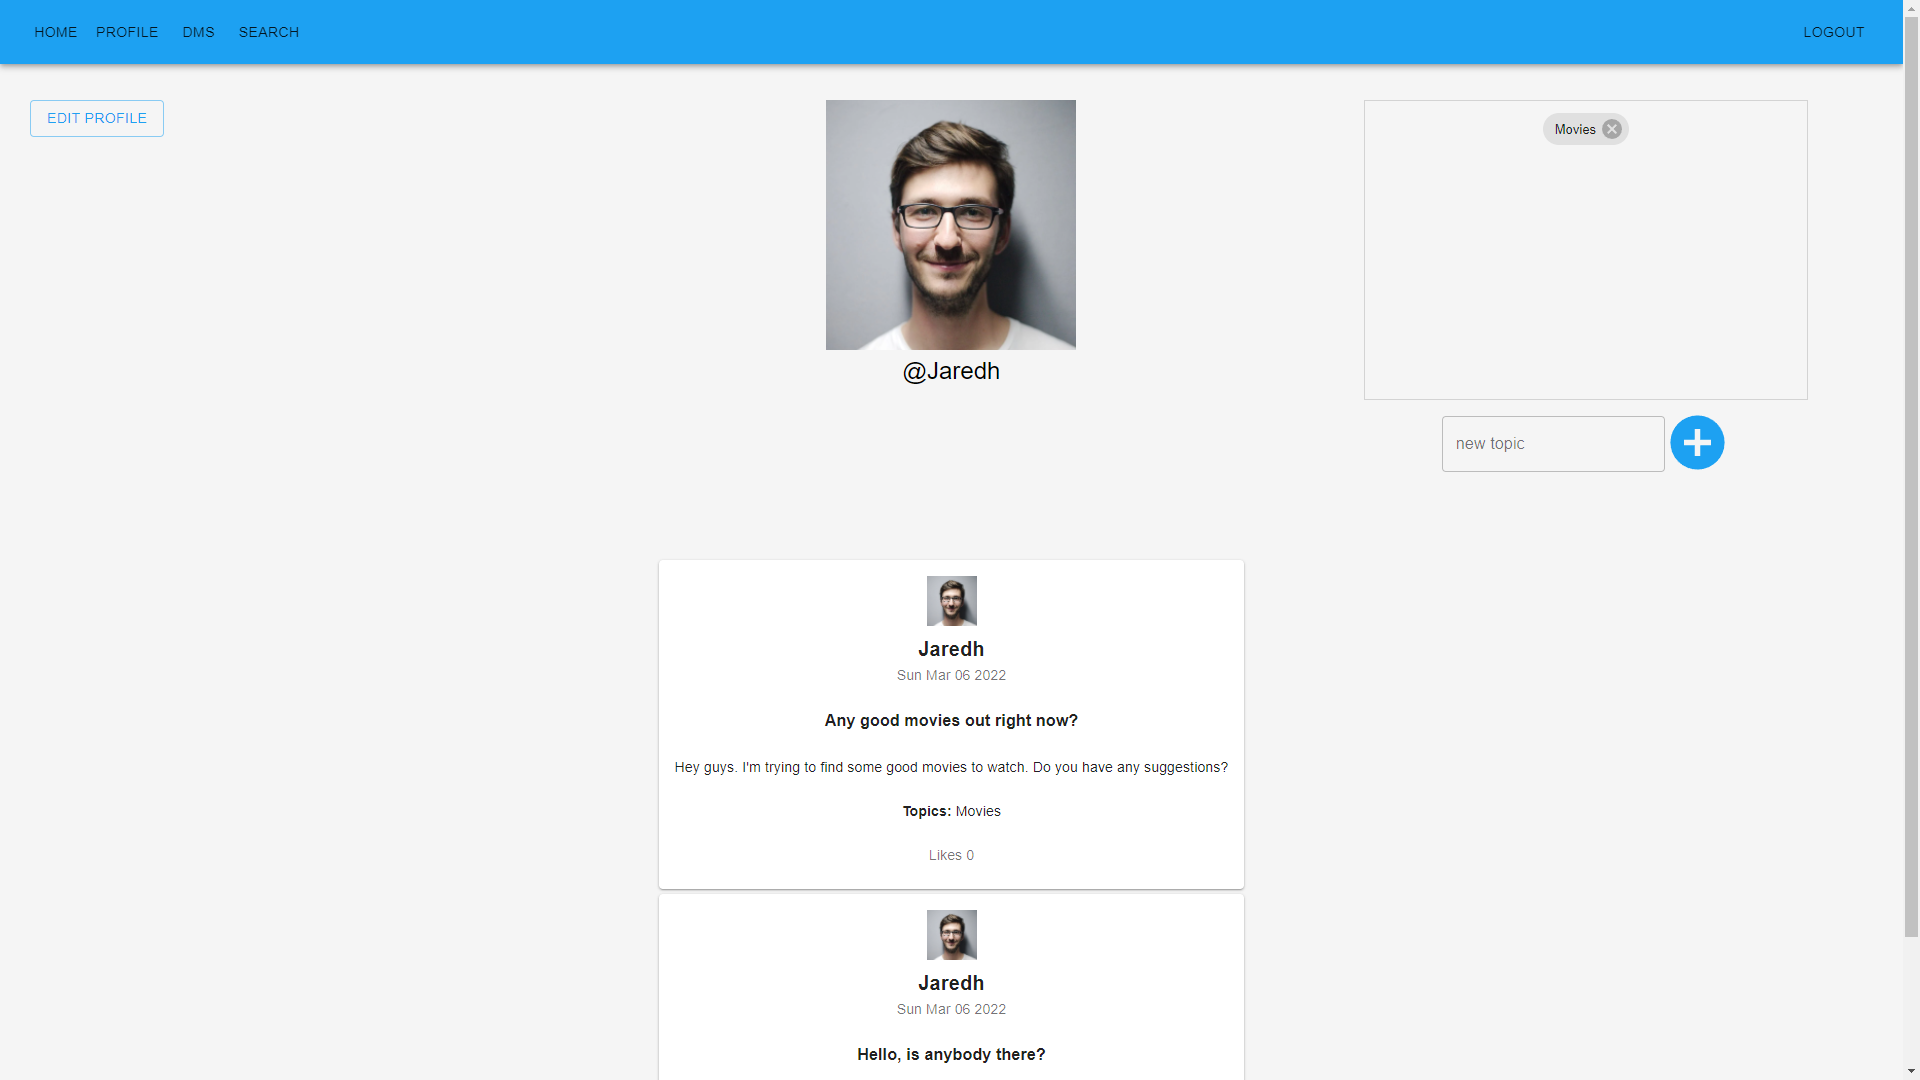 HOME PROFILE DMS SEARCH LOGOUT
EDIT PROFILE
Movies
@Jaredh
new topic
Jaredh
Sun Mar 06 2022
Any good movies out right now?
Hey guys. I'm trying to find some good movies to watch. Do you have any suggestions?
Topics: Movies
Likes 0
Jaredh
Sun Mar 06 2022
Hello, is anybody there?